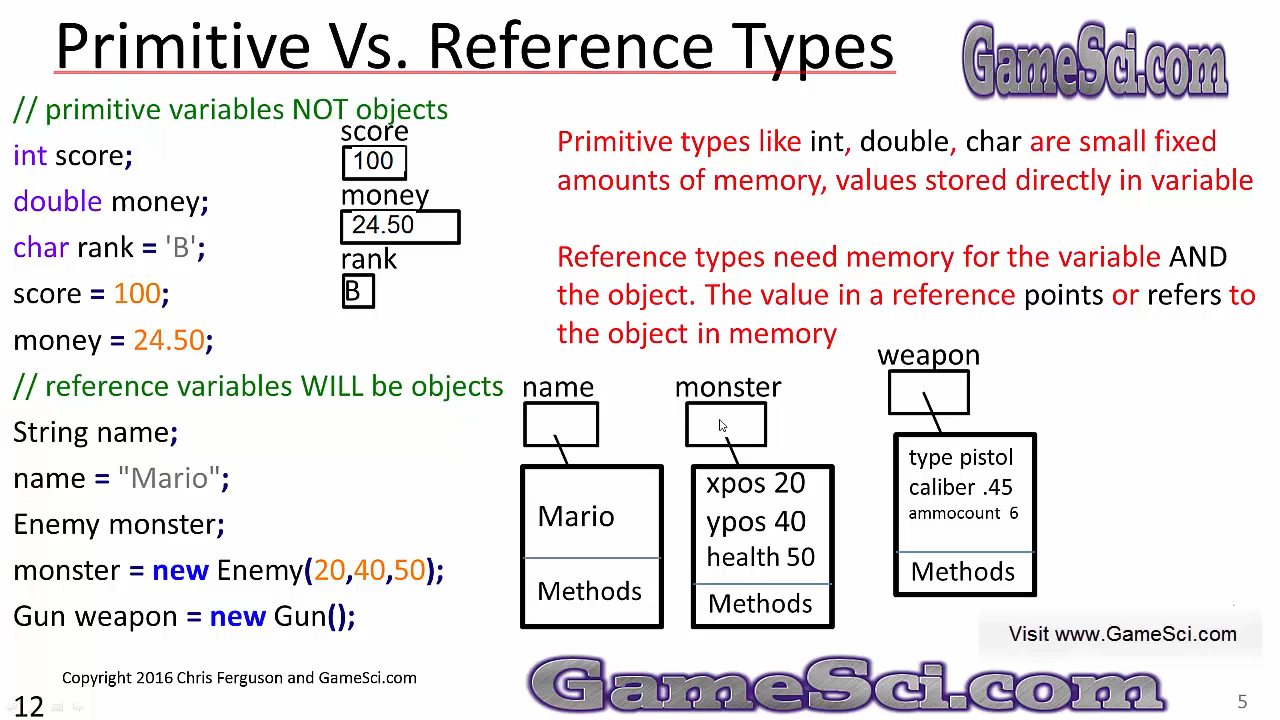 Primitive Vs. Reference Types
GameSci.com
// primitive variables NOT objects
int score;
double money;
char rank = 'B';
score = 100;
money = 24.50;
// reference variables WILL be objects
String name;
name = "Mario";
Enemy monster;
monster = new Enemy(20,40,50);
Gun weapon = new Gun();
score
100
money
24.50
rank
B
Primitive types like int, double, char are small fixed
amounts of memory, values stored directly in variable
Reference types need memory for the variable AND
the object. The value in a reference points or refers to
the object in memory
name
Mario
Methods
monster
xpos 20
ypos 40
health 50
Methods
weapon
type pistol
caliber .45
ammocount 6
Methods
Visit www.GameSci.com
Copyright 2016 Chris Ferguson and GameSci.com
GameSci.com
12
5